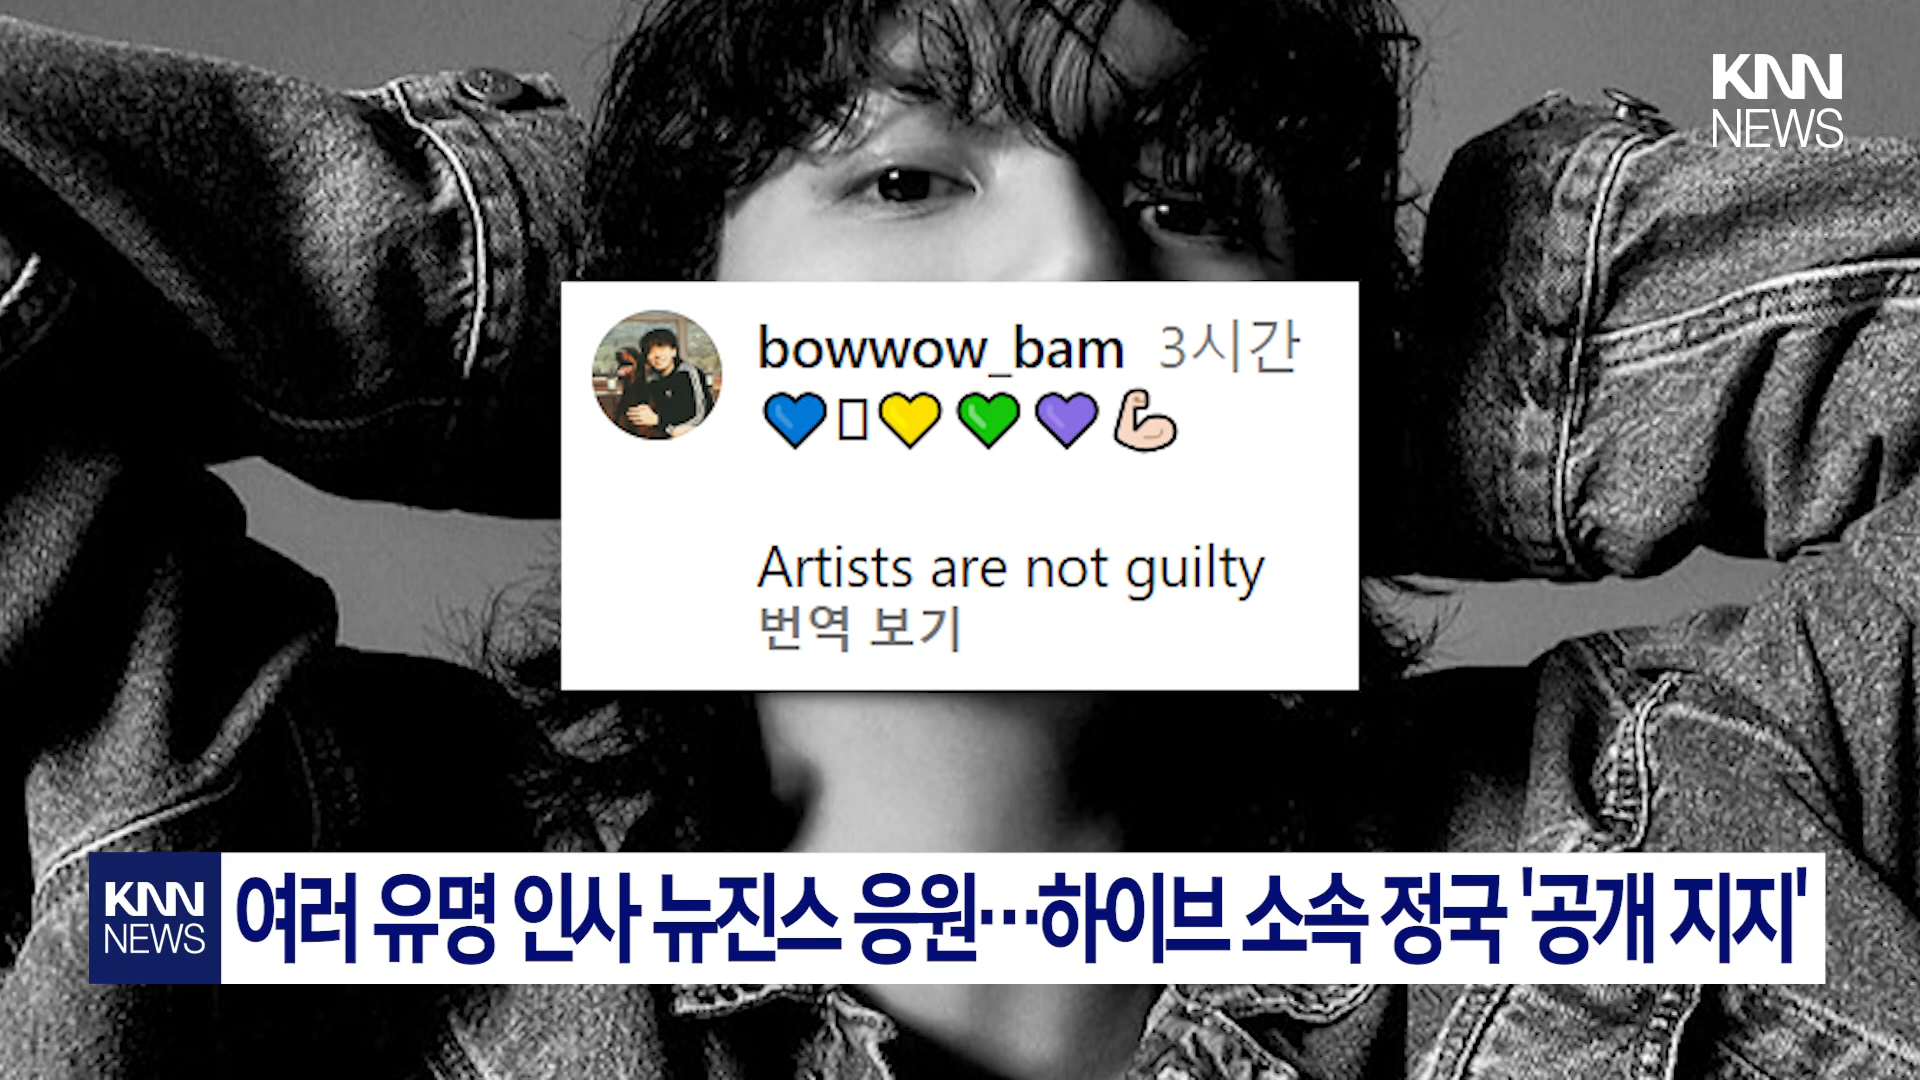 KNN
NEWS
bowwow_bam 3시간
💙▯💛💚💜💪🏻
Artists are not guilty
번역 보기
KNN
NEWS
여러 유명 인사 뉴진스 응원…하이브 소속 정국 '공개 지지'